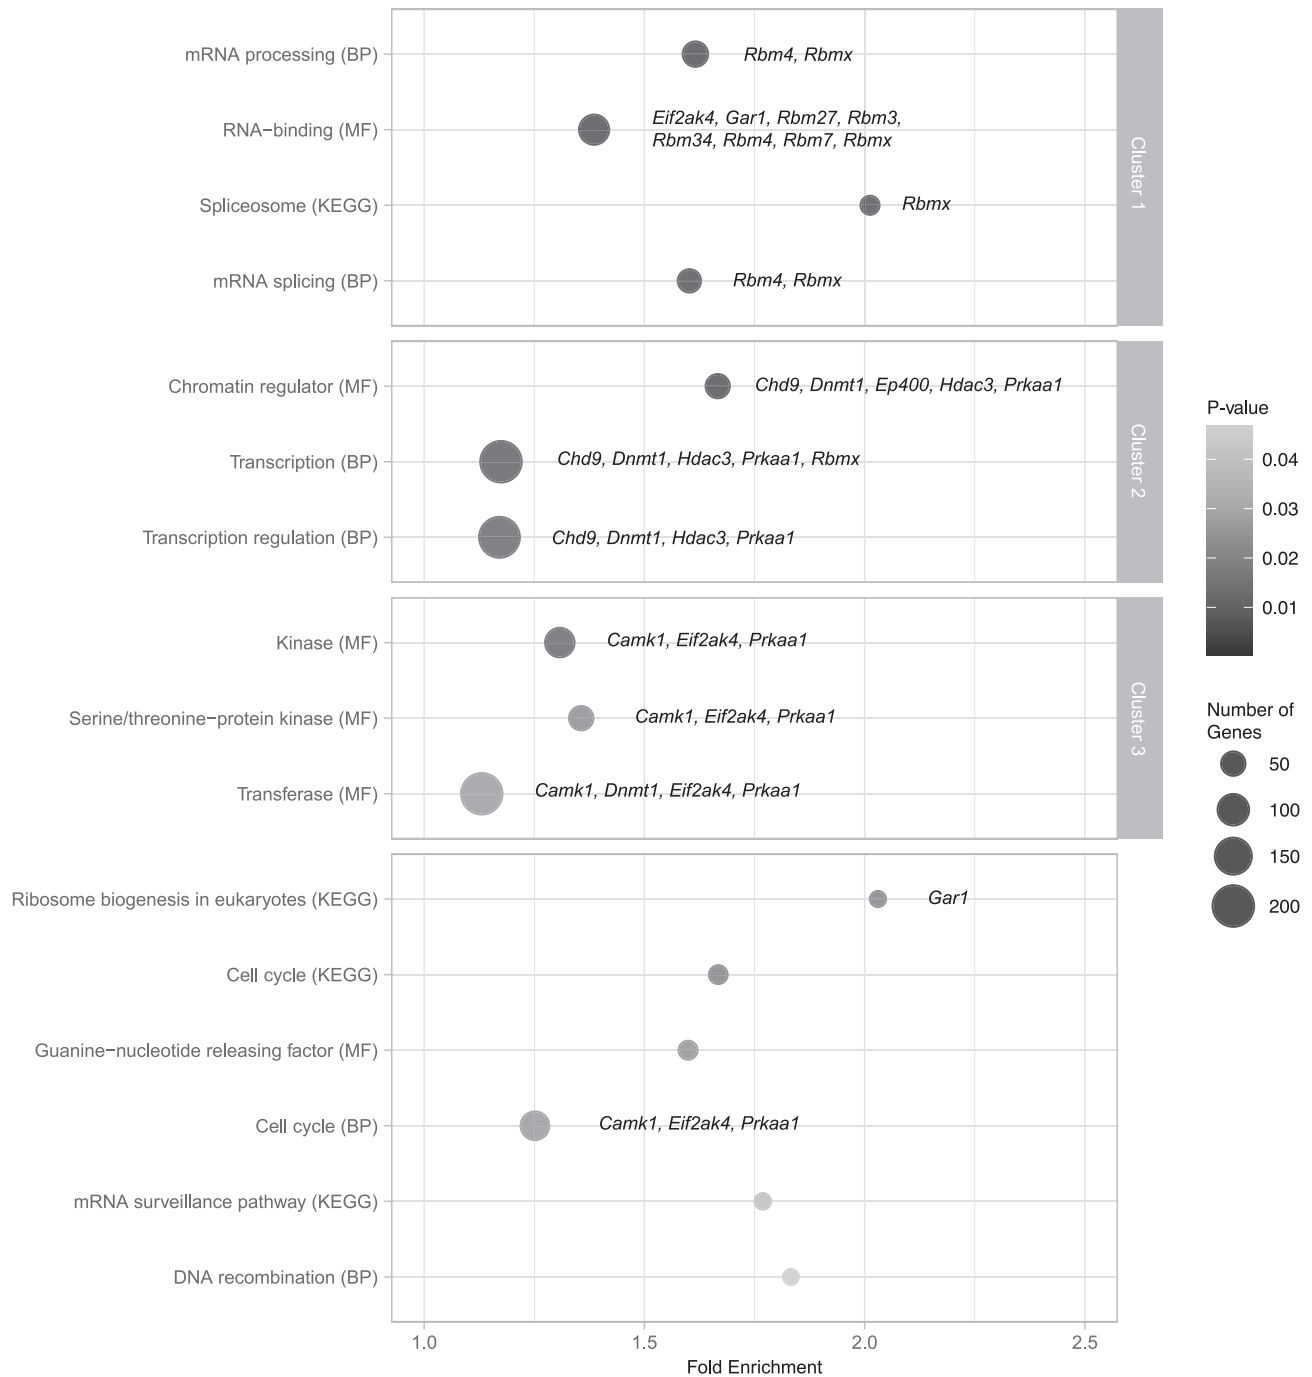 mRNA processing (BP)
Rbm4, Rbmx
RNA−binding (MF)
Eif2ak4, Gar1, Rbm27, Rbm3,
Rbm34, Rbm4, Rbm7, Rbmx
Spliceosome (KEGG)
Rbmx
mRNA splicing (BP)
Rbm4, Rbmx
Cluster 1
Chromatin regulator (MF)
Chd9, Dnmt1, Ep400, Hdac3, Prkaa1
Transcription (BP)
Chd9, Dnmt1, Hdac3, Prkaa1, Rbmx
Transcription regulation (BP)
Chd9, Dnmt1, Hdac3, Prkaa1
Cluster 2
Kinase (MF)
Camk1, Eif2ak4, Prkaa1
Serine/threonine−protein kinase (MF)
Camk1, Eif2ak4, Prkaa1
Transferase (MF)
Camk1, Dnmt1, Eif2ak4, Prkaa1
Cluster 3
Ribosome biogenesis in eukaryotes (KEGG)
Gar1
Cell cycle (KEGG)
Guanine−nucleotide releasing factor (MF)
Cell cycle (BP)
Camk1, Eif2ak4, Prkaa1
mRNA surveillance pathway (KEGG)
DNA recombination (BP)
1.0
1.5
2.0
2.5
Fold Enrichment
P-value
0.04
0.03
0.02
0.01
Number of
Genes
50
100
150
200